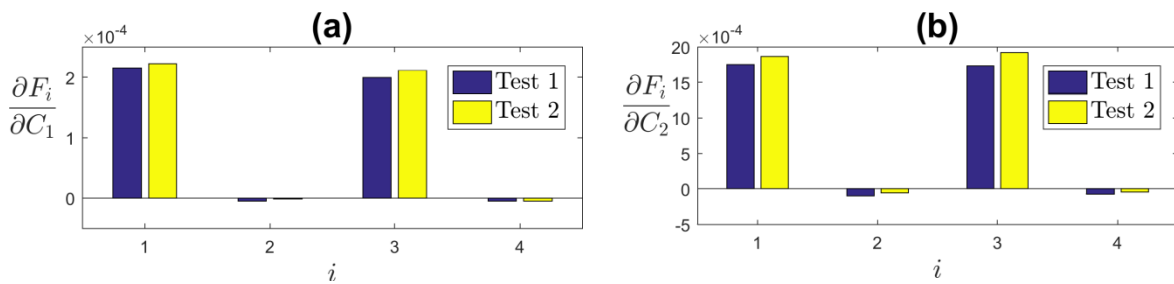 (a)
×10⁻⁴
2
1
0
∂F_i
∂C_1
Test 1
Test 2
1 2 3 4
i
(b)
×10⁻⁴
20
15
10
5
0
-5
∂F_i
∂C_2
Test 1
Test 2
1 2 3 4
i